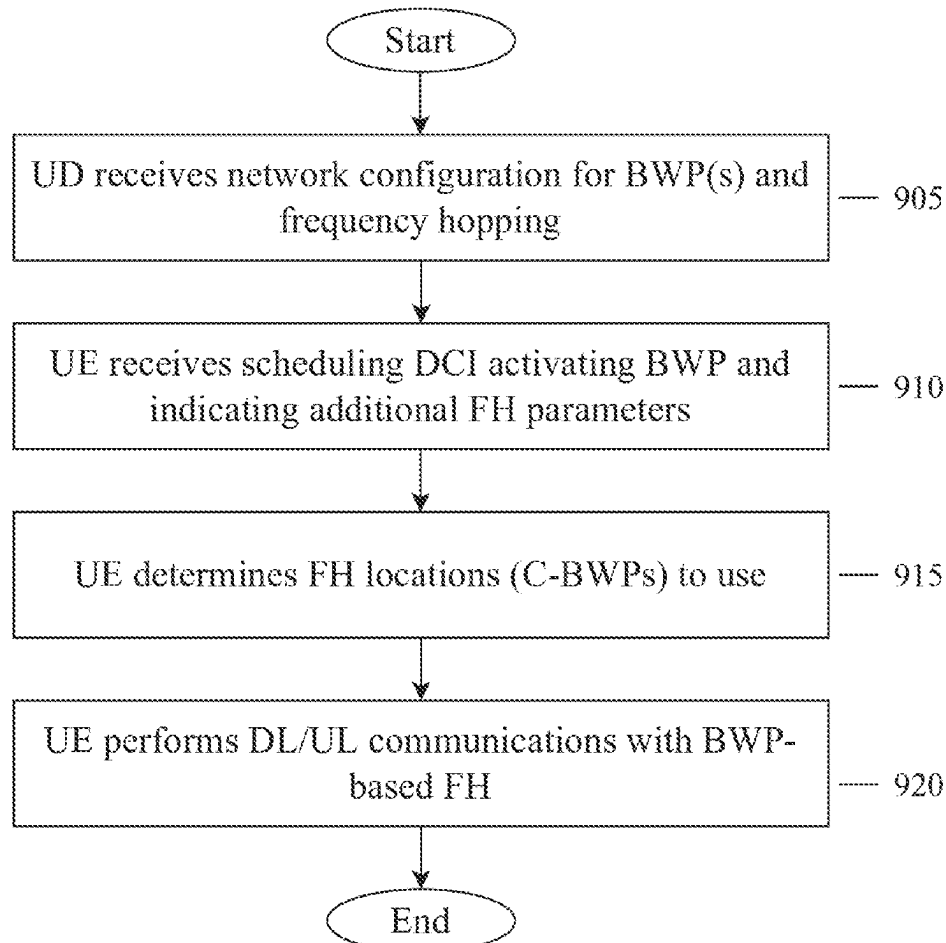 Start
UD receives network configuration for BWP(s) and
frequency hopping
905
UE receives scheduling DCI activating BWP and
indicating additional FH parameters
910
UE determines FH locations (C-BWPs) to use
915
UE performs DL/UL communications with BWP-
based FH
920
End